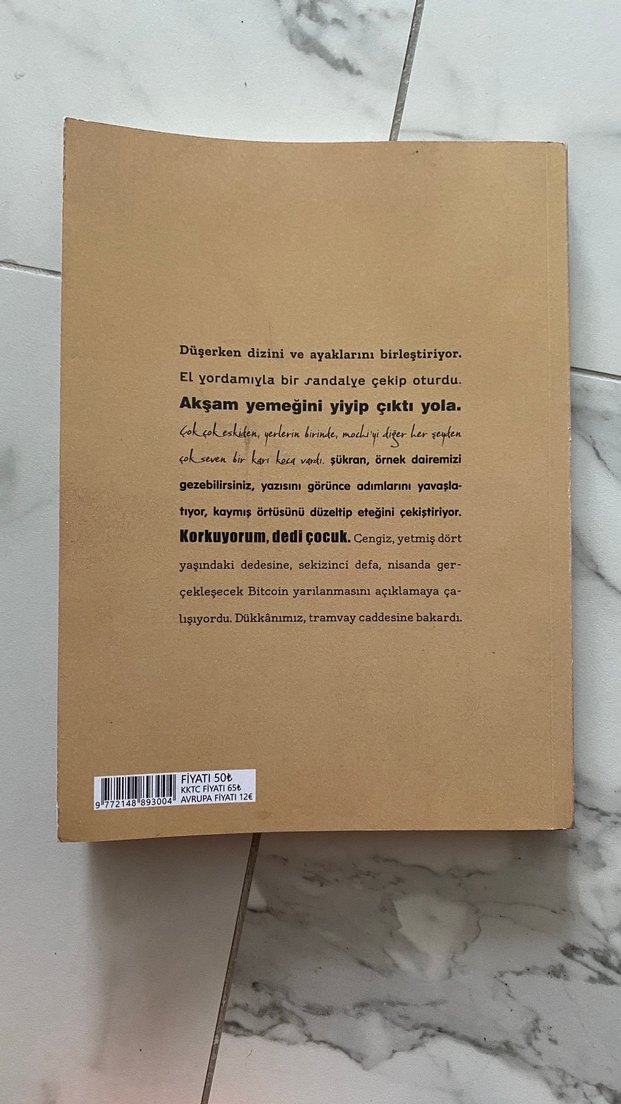 Düşerken dizini ve ayaklarını birleştiriyor.
El yordamıyla bir sandalye çekip oturdu.
Akşam yemeğini yiyip çıktı yola.
Çok çok eskiden, yerlerin birinde, mochi'yi diğer her şeyden
çok seven bir karı koca vardı. şükran, örnek dairemizi
gezebilirsiniz, yazısını görünce adımlarını yavaşla-
tıyor, kaymış örtüsünü düzeltip eteğini çekiştiriyor.
Korkuyorum, dedi çocuk. Cengiz, yetmiş dört
yaşındaki dedesine, sekizinci defa, nisanda ger-
çekleşecek Bitcoin yarılanmasını açıklamaya ça-
lışıyordu. Dükkânımız, tramvay caddesine bakardı.
FİYATI 50₺
KKTC FİYATI 65₺
AVRUPA FİYATI 12€
9 772148 893004